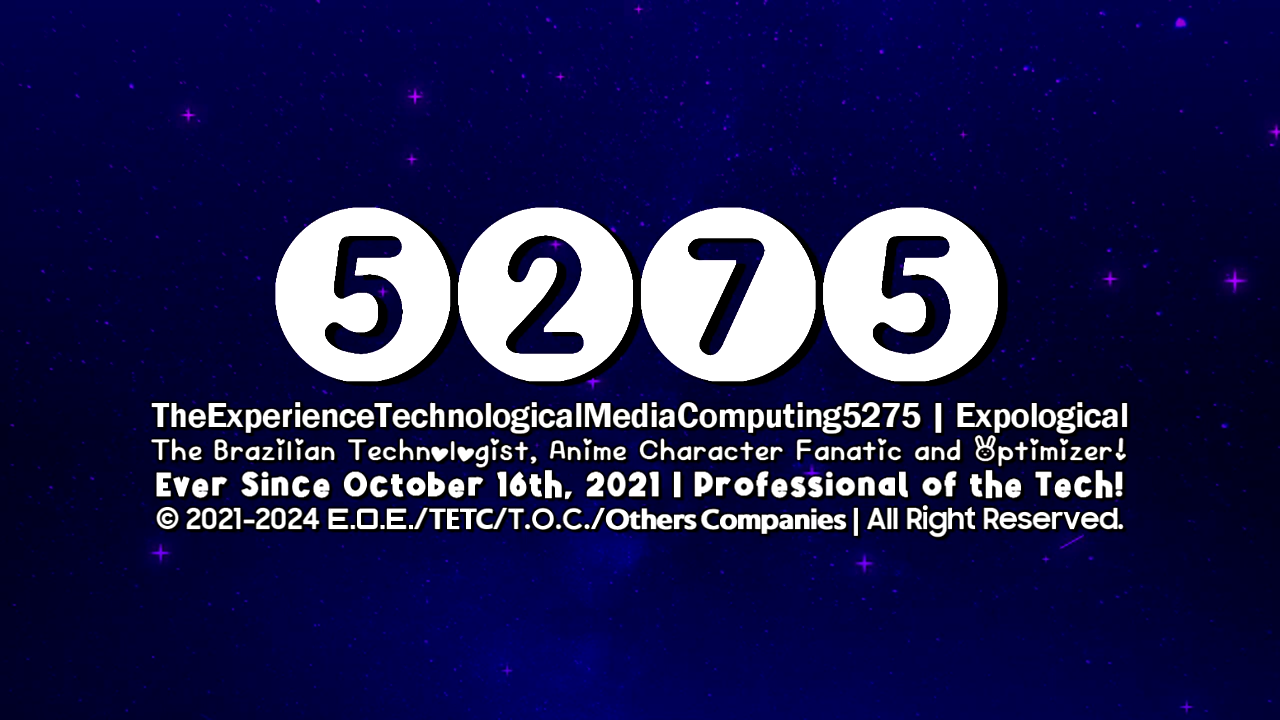 5275
TheExperienceTechnologicalMediaComputing5275 | Expological
The Brazilian Technologist, Anime Character Fanatic and Optimizer!
Ever Since October 16th, 2021 | Professional of the Tech!
© 2021-2024 E.O.E./TETC/T.O.C./Others Companies | All Right Reserved.